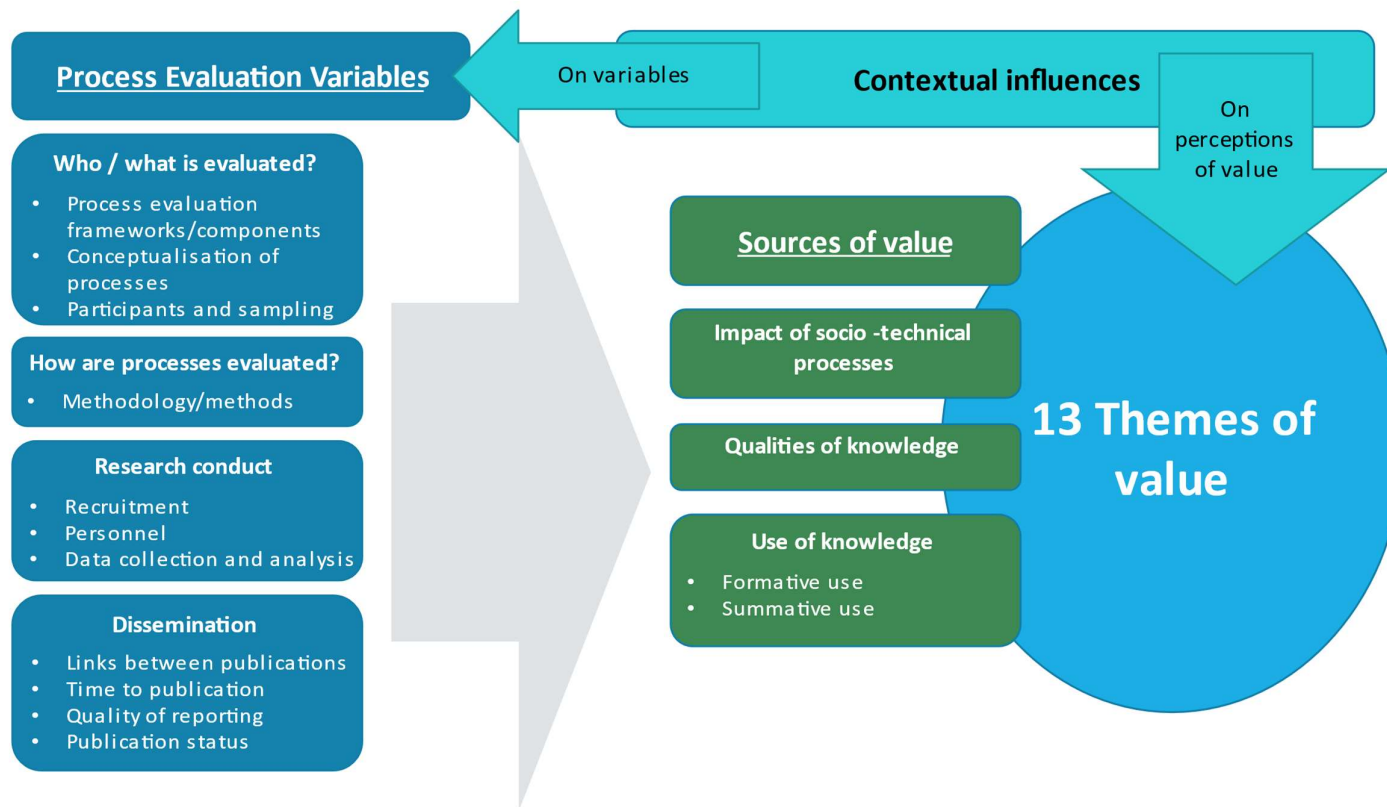 Process Evaluation Variables
On variables
Contextual influences
On
perceptions
of value
Who / what is evaluated?
• Process evaluation
frameworks/components
• Conceptualisation of
processes
• Participants and sampling
How are processes evaluated?
• Methodology/methods
Research conduct
• Recruitment
• Personnel
• Data collection and analysis
Dissemination
• Links between publications
• Time to publication
• Quality of reporting
• Publication status
Sources of value
Impact of socio -technical
processes
Qualities of knowledge
Use of knowledge
• Formative use
• Summative use
13 Themes of
value